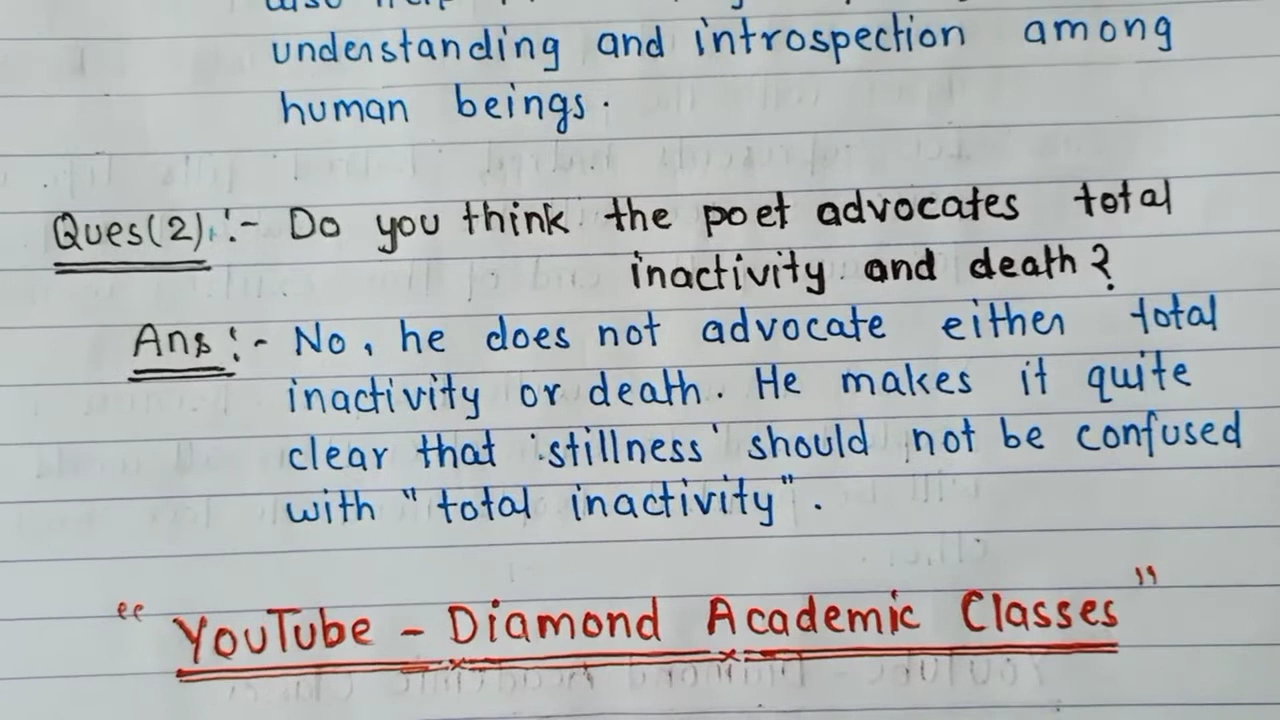 understanding and introspection among
human beings.
Ques(2):- Do you think the poet advocates total
inactivity and death?
Ans:- No, he does not advocate either total
inactivity or death. He makes it quite
clear that 'stillness' should not be confused
with "total inactivity".
"YouTube - Diamond Academic Classes"